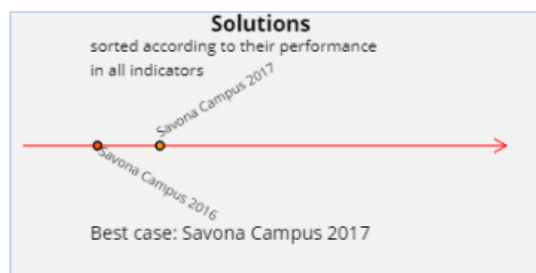 Solutions
sorted according to their performance
in all indicators
Savona Campus 2017
Savona Campus 2016
Best case: Savona Campus 2017